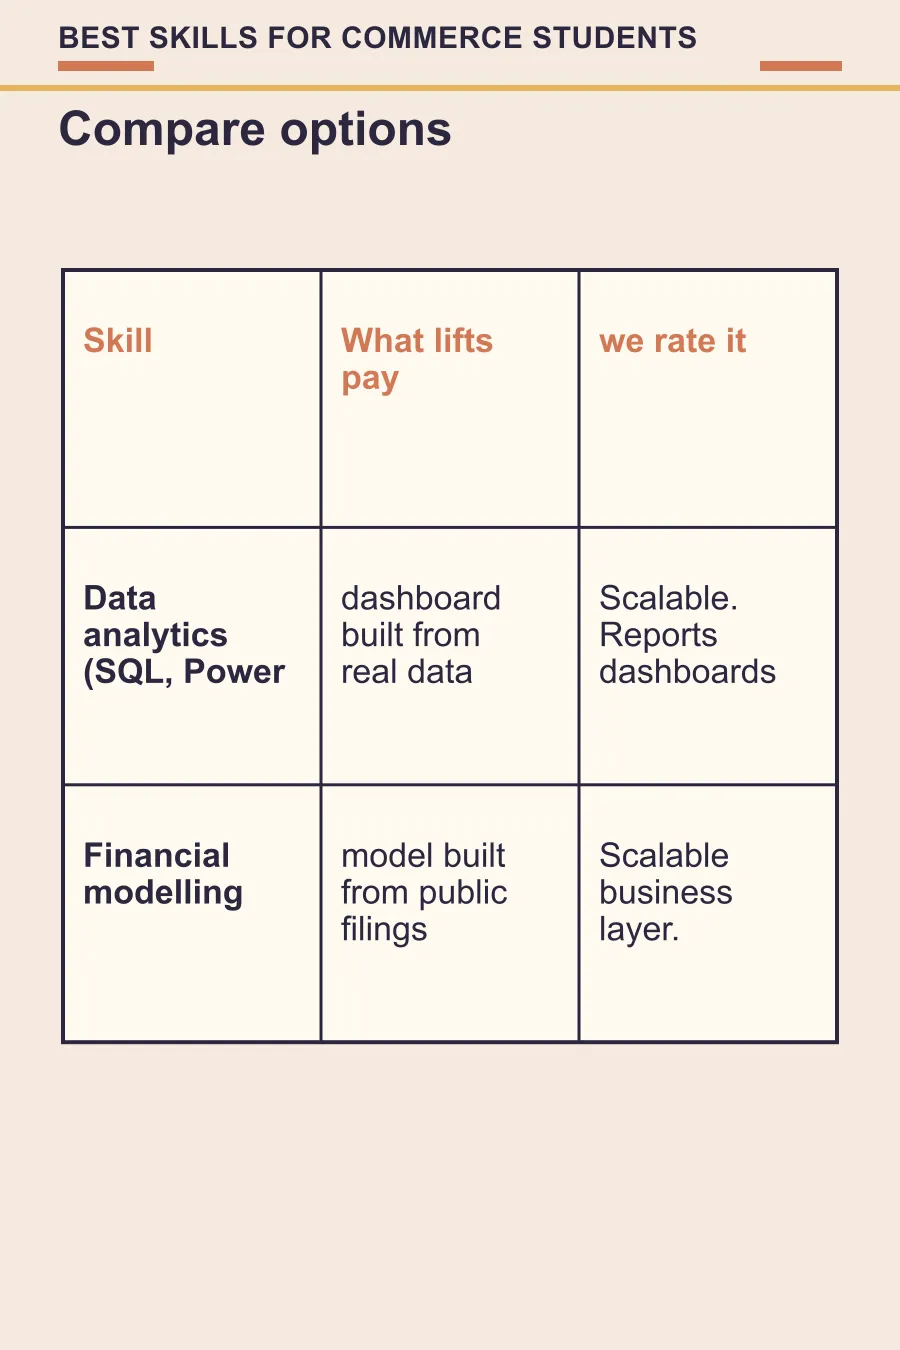 BEST SKILLS FOR COMMERCE STUDENTS
Compare options
Skill
What lifts
pay
we rate it
Data
analytics
(SQL, Power
dashboard
built from
real data
Scalable.
Reports
dashboards
Financial
modelling
model built
from public
filings
Scalable
business
layer.